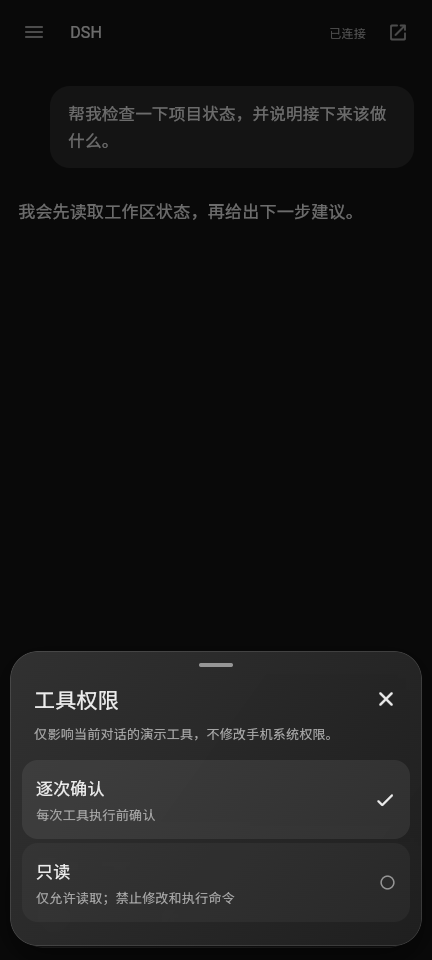 DSH
已连接
帮我检查一下项目状态，并说明接下来该做
什么。
我会先读取工作区状态，再给出下一步建议。
工具权限
仅影响当前对话的演示工具，不修改手机系统权限。
逐次确认
每次工具执行前确认
只读
仅允许读取；禁止修改和执行命令